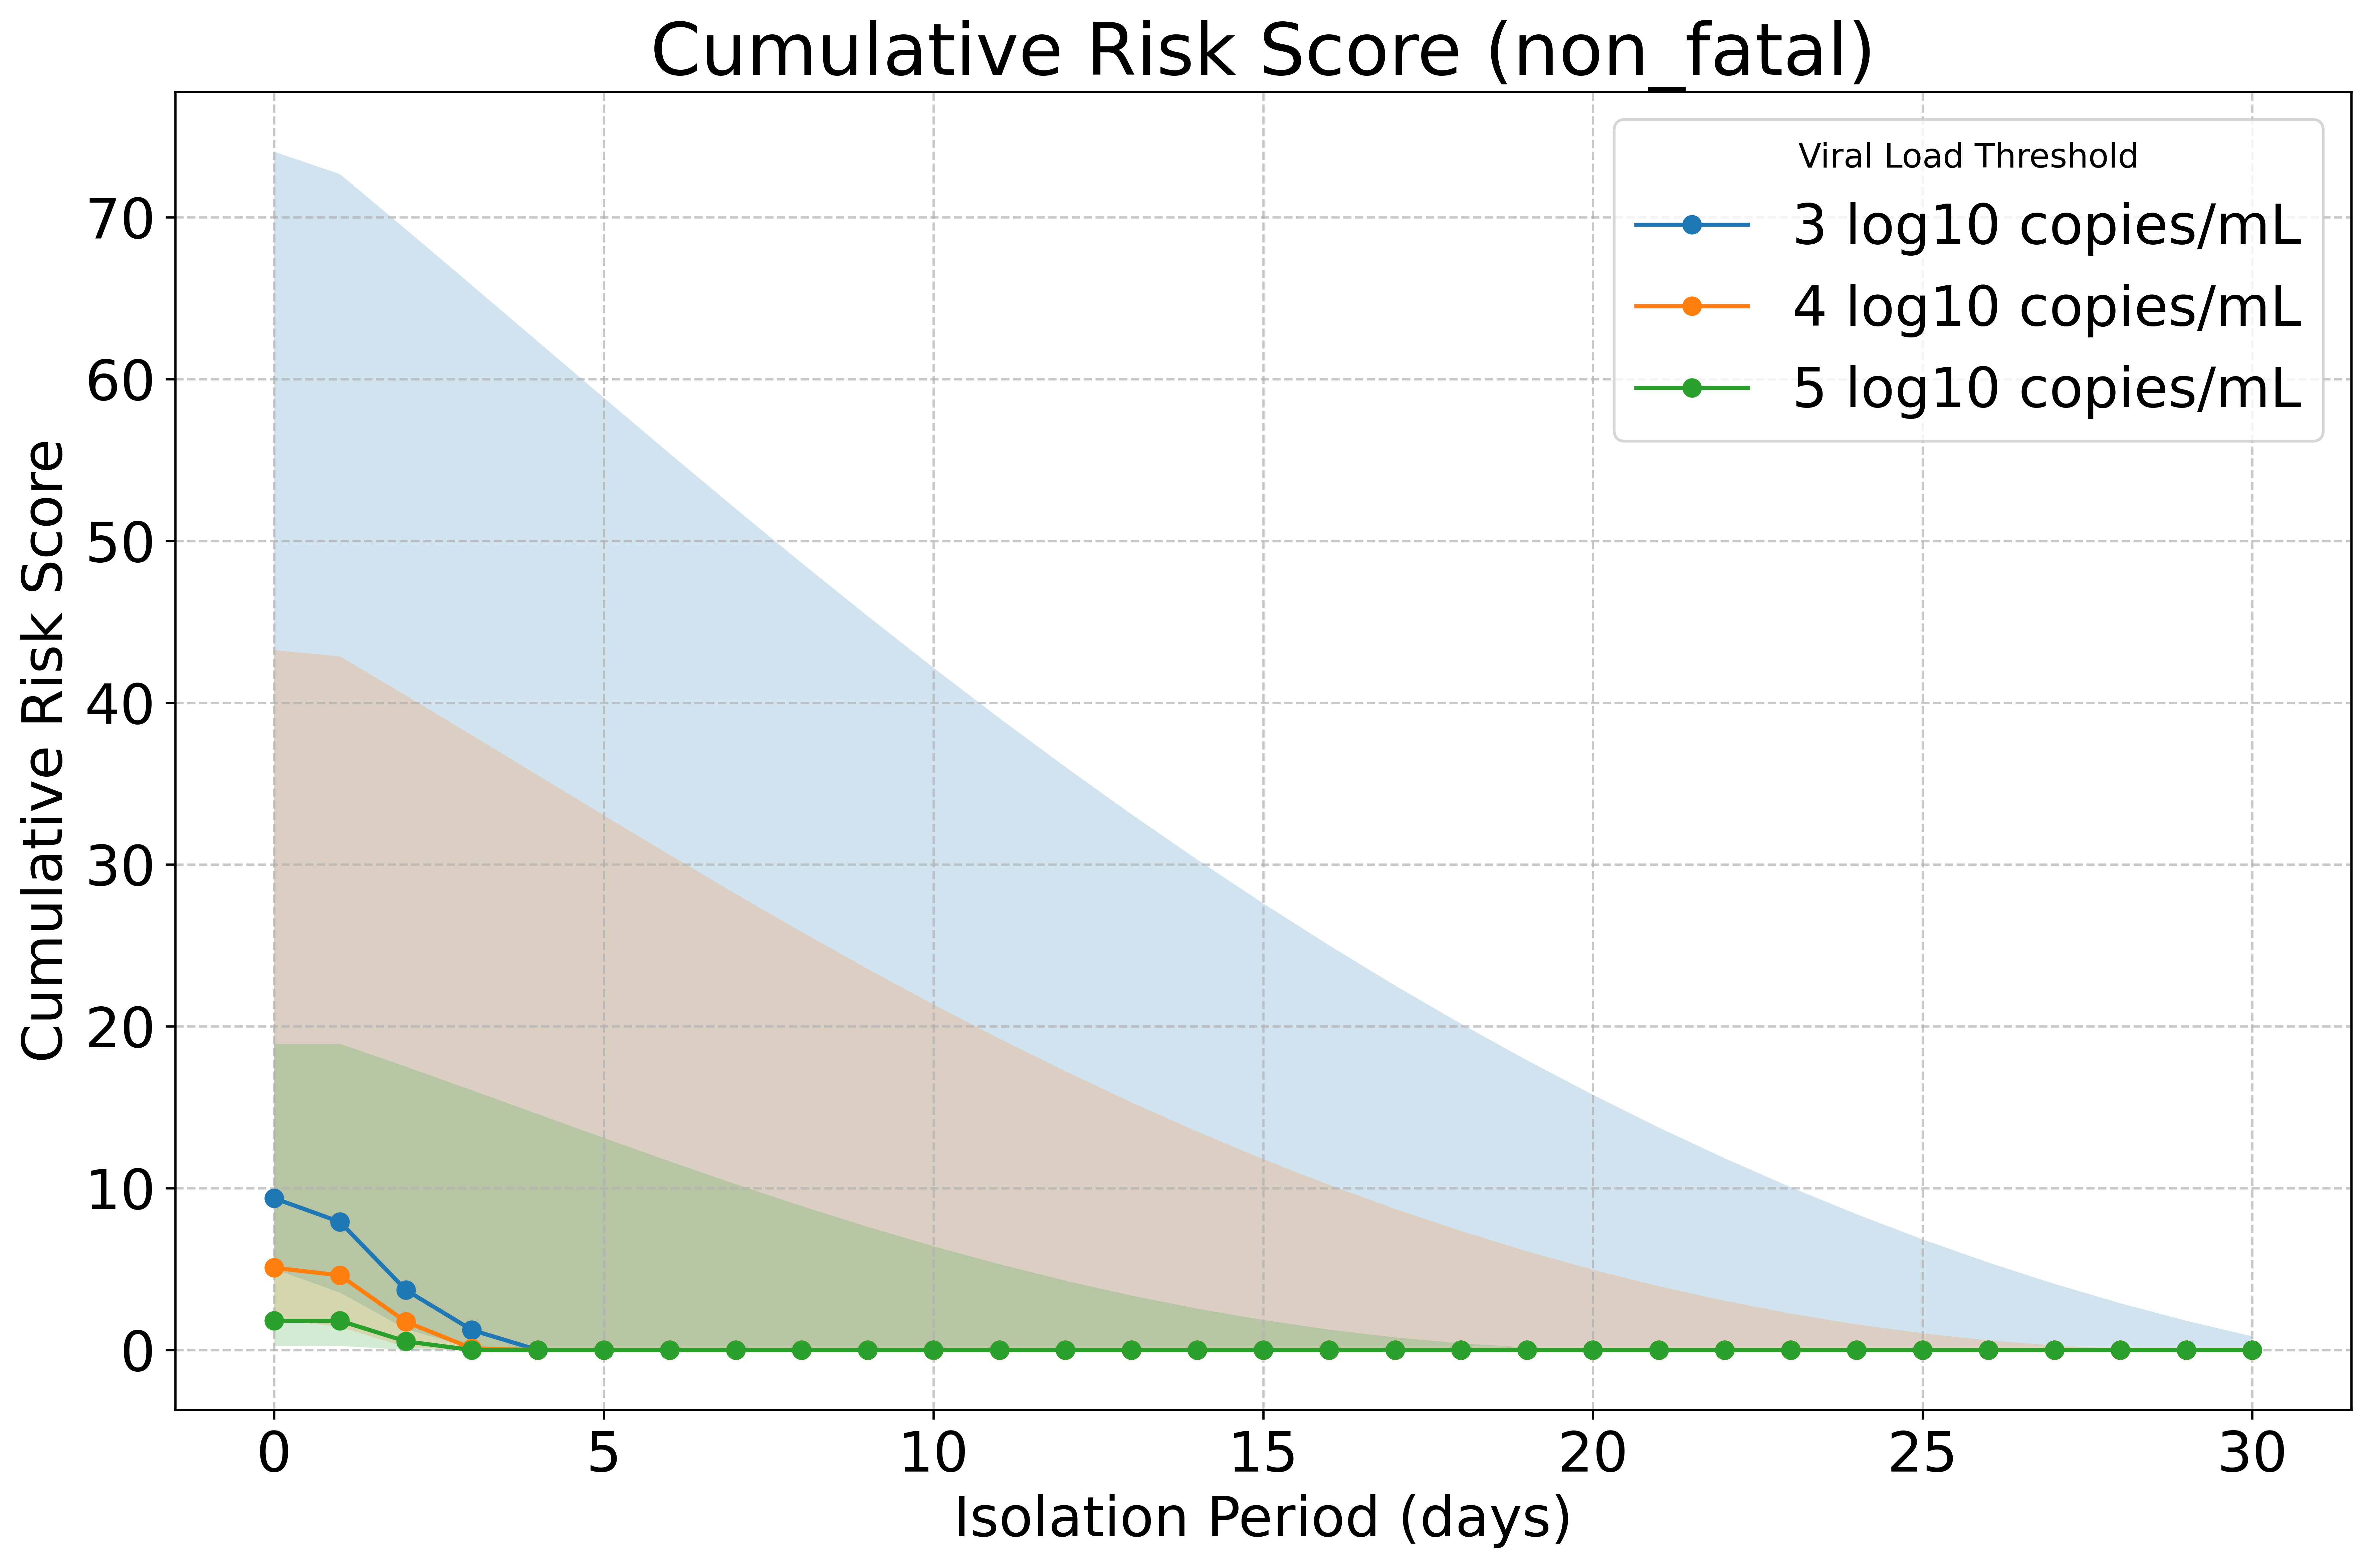 Cumulative Risk Score (non_fatal)
Viral Load Threshold
3 log10 copies/mL
4 log10 copies/mL
5 log10 copies/mL
Cumulative Risk Score
70
60
50
40
30
20
10
0
0 5 10 15 20 25 30
Isolation Period (days)